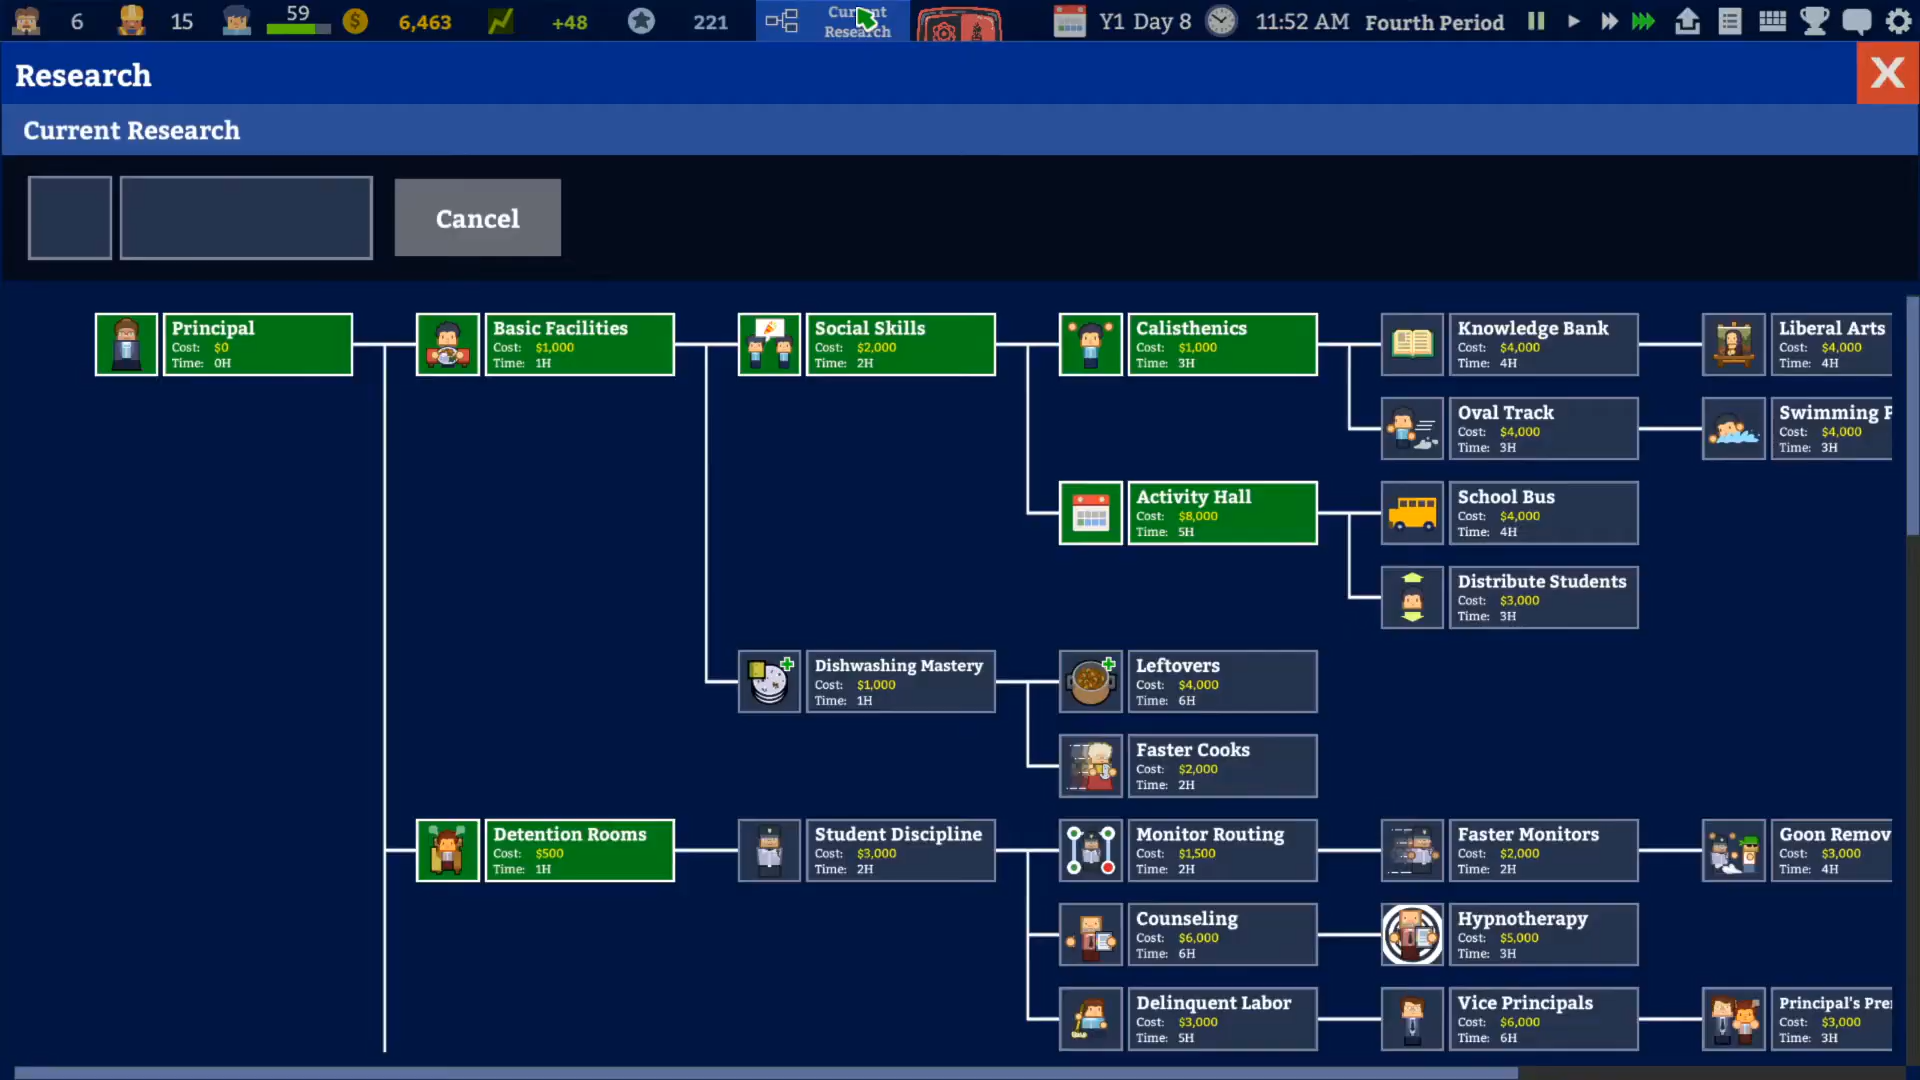 6 15 59 6,463 +48 221 Current Research Y1 Day 8 11:52 AM Fourth Period
Research X
Current Research
Cancel
Principal
Cost: $0
Time: 0H
Basic Facilities
Cost: $1,000
Time: 1H
Social Skills
Cost: $2,000
Time: 2H
Calisthenics
Cost: $1,000
Time: 3H
Knowledge Bank
Cost: $4,000
Time: 4H
Liberal Arts
Cost: $4,000
Time: 4H
Oval Track
Cost: $4,000
Time: 3H
Swimming P
Cost: $4,000
Time: 3H
Activity Hall
Cost: $8,000
Time: 5H
School Bus
Cost: $4,000
Time: 4H
Distribute Students
Cost: $3,000
Time: 3H
Dishwashing Mastery
Cost: $1,000
Time: 1H
Leftovers
Cost: $4,000
Time: 6H
Faster Cooks
Cost: $2,000
Time: 2H
Detention Rooms
Cost: $500
Time: 1H
Student Discipline
Cost: $3,000
Time: 2H
Monitor Routing
Cost: $1,500
Time: 2H
Faster Monitors
Cost: $2,000
Time: 2H
Goon Remov
Cost: $3,000
Time: 4H
Counseling
Cost: $6,000
Time: 6H
Hypnotherapy
Cost: $5,000
Time: 3H
Delinquent Labor
Cost: $3,000
Time: 5H
Vice Principals
Cost: $6,000
Time: 6H
Principal's Pre
Cost: $3,000
Time: 3H